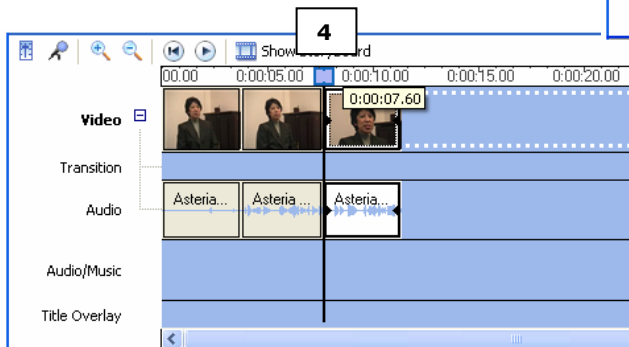 4
Show Storyboard
00.00 0:00:05.00 0:00:10.00 0:00:15.00 0:00:20.00
0:00:07.60
Video
Transition
Audio
Asteria... Asteria ... Asteria...
Audio/Music
Title Overlay